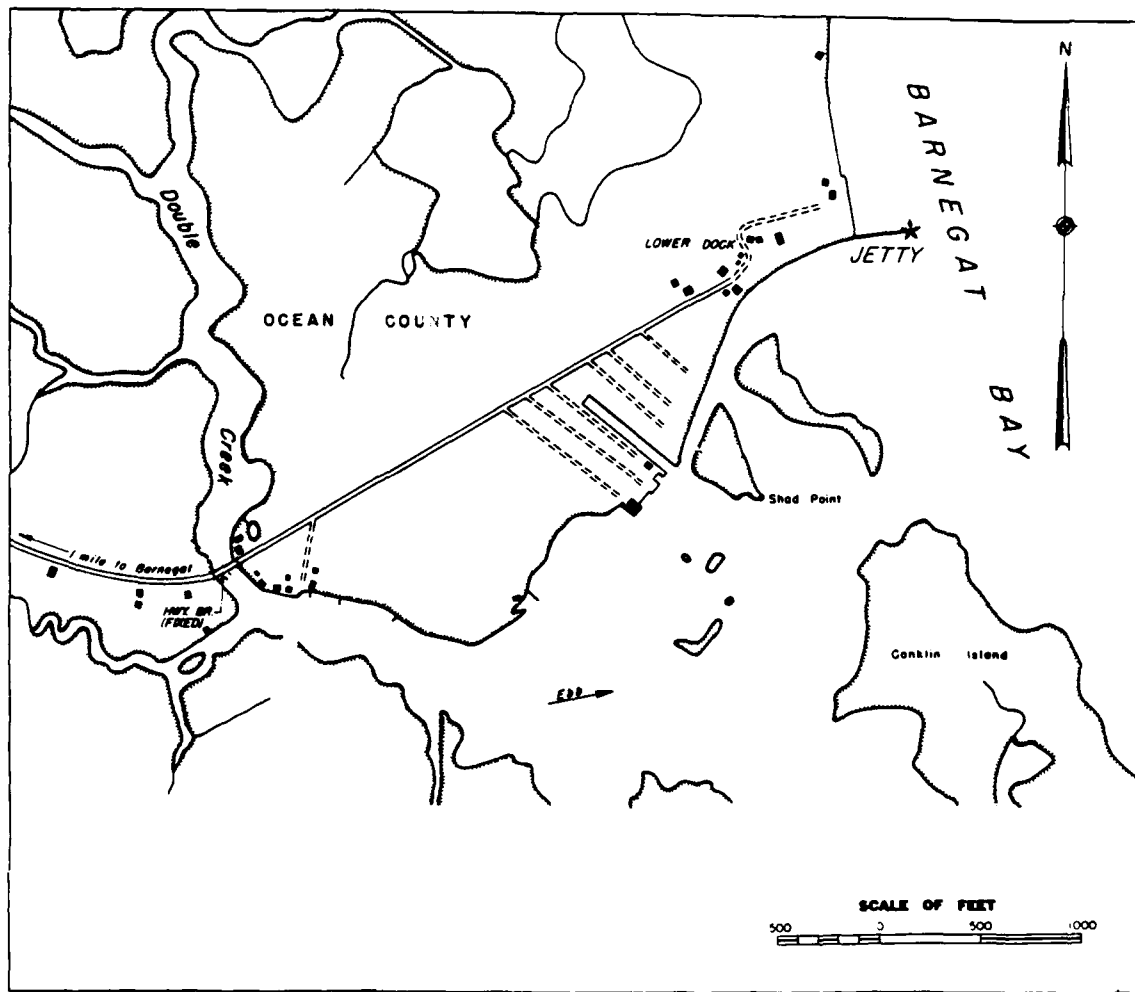 N
BARNEGAT
BAY
Double
Creek
LOWER DOCK
JETTY
OCEAN COUNTY
Shad Point
1 mile to Barnegat
HWY. BR.
(FIXED)
EBB
Conklin Island
SCALE OF FEET
500 0 500 1000